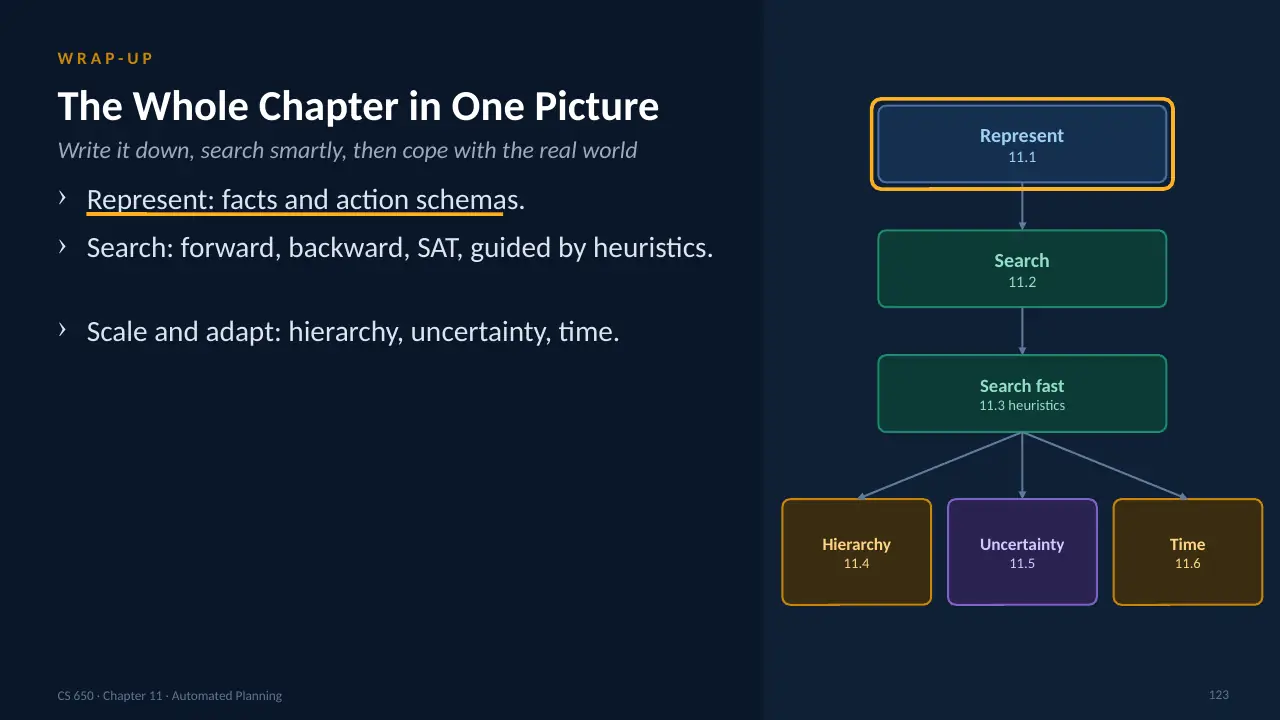 WRAP-UP
The Whole Chapter in One Picture
Write it down, search smartly, then cope with the real world
› Represent: facts and action schemas.
› Search: forward, backward, SAT, guided by heuristics.
› Scale and adapt: hierarchy, uncertainty, time.
Represent
11.1
Search
11.2
Search fast
11.3 heuristics
Hierarchy
11.4
Uncertainty
11.5
Time
11.6
CS 650 · Chapter 11 · Automated Planning
123